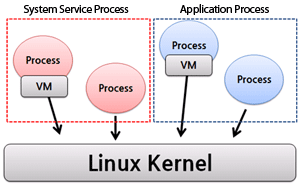 System Service Process
Application Process
Process
VM
Process
Process
VM
Process
Linux Kernel